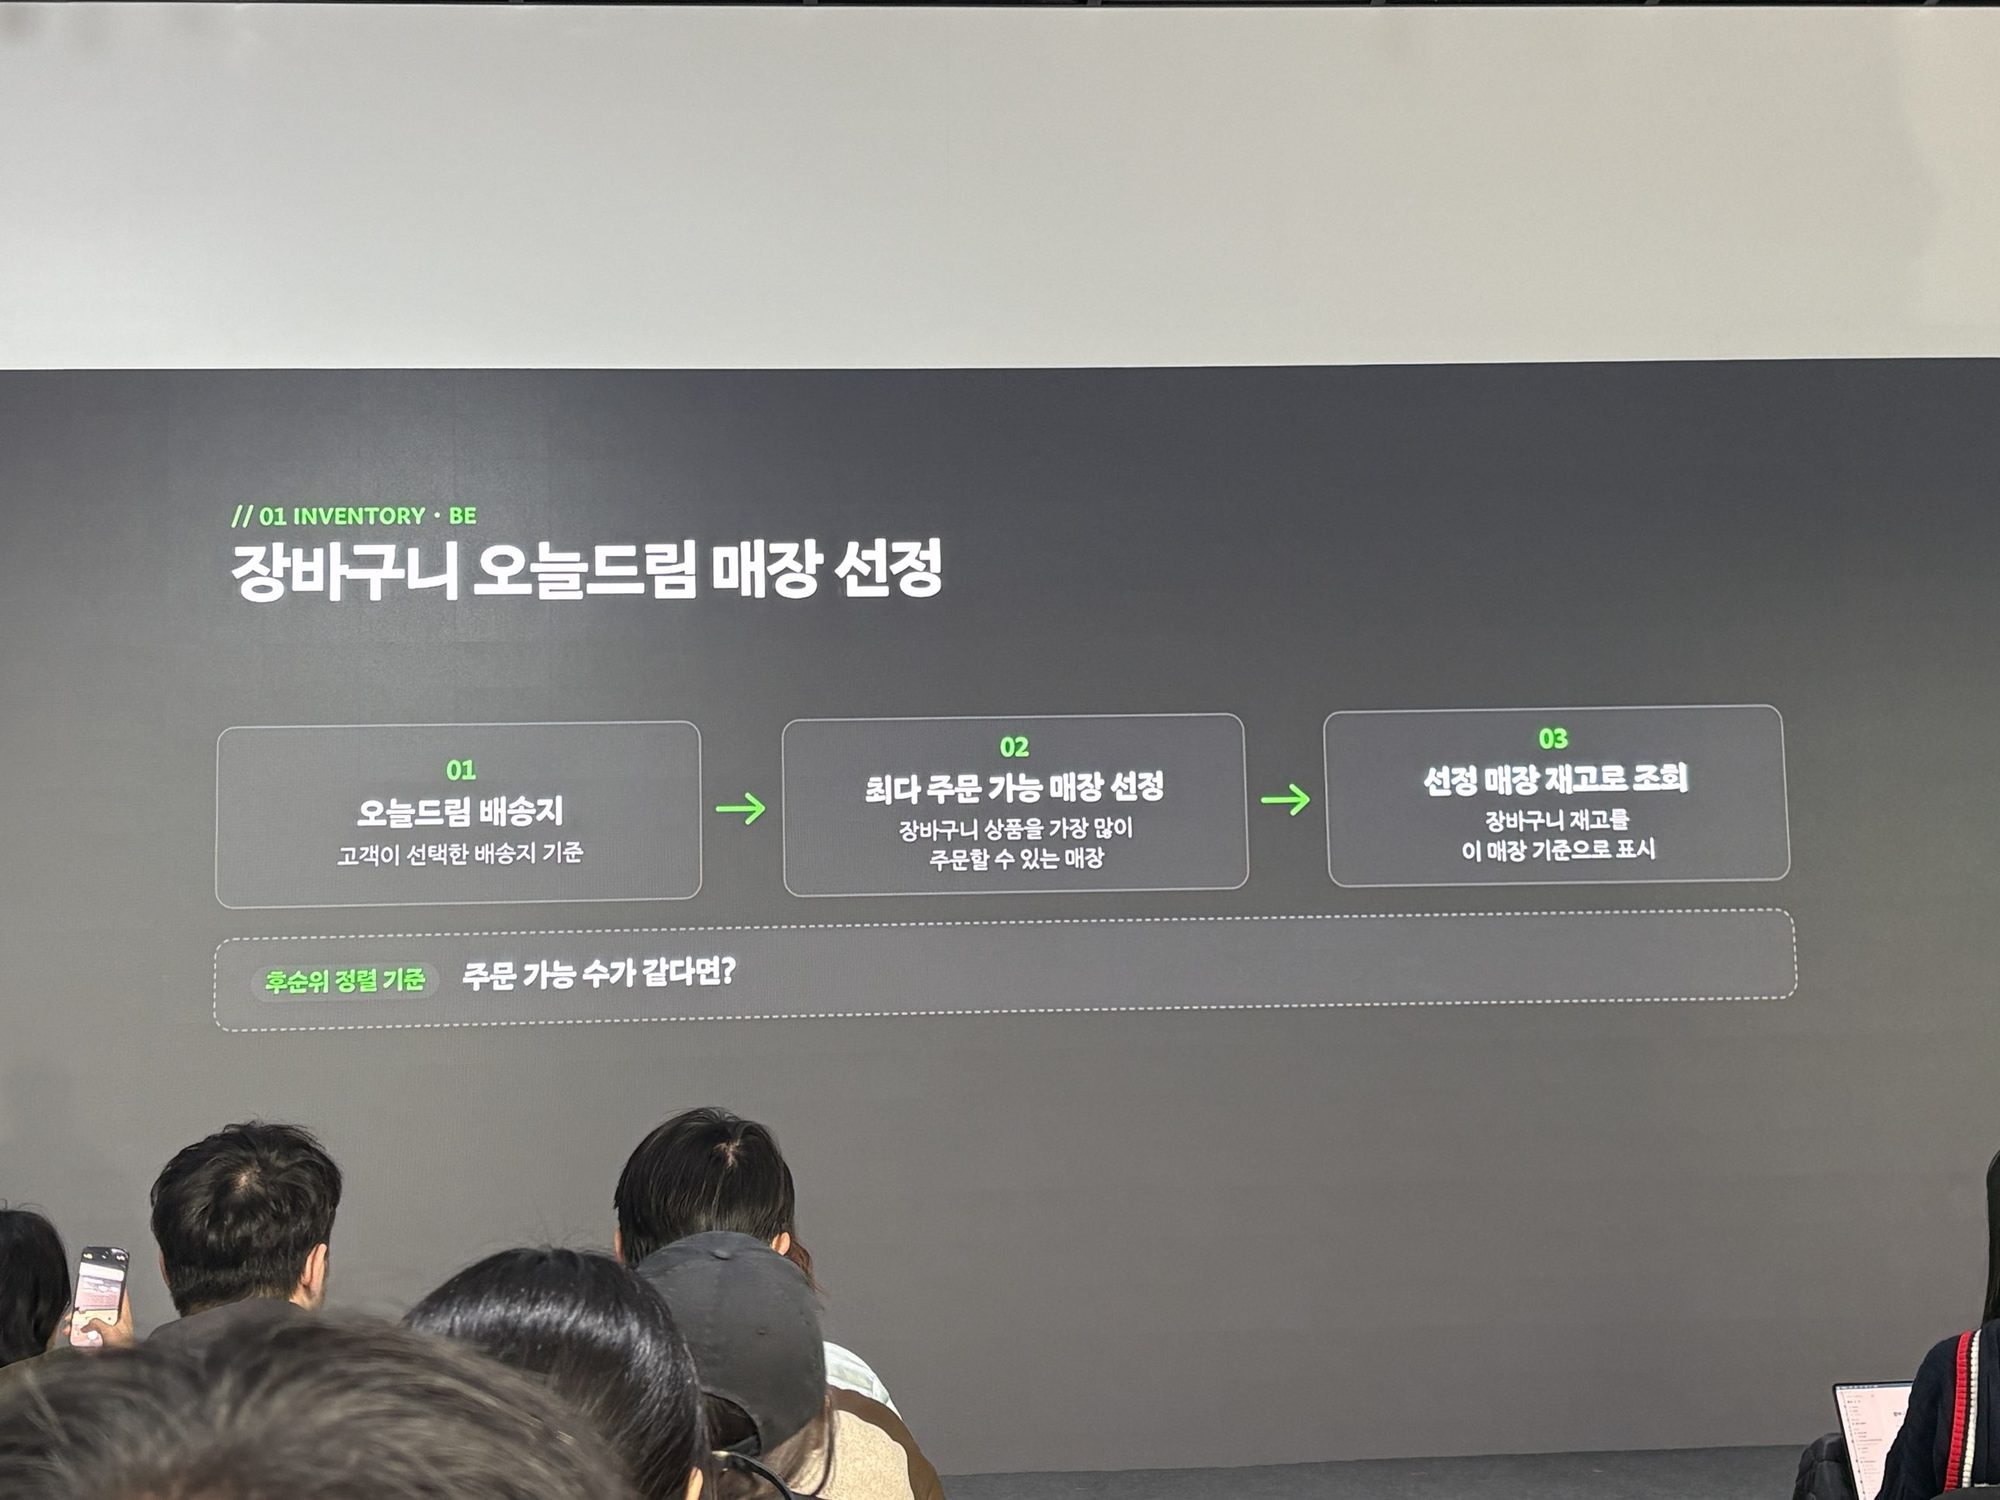 // 01 INVENTORY · BE
장바구니 오늘드림 매장 선정
01
오늘드림 배송지
고객이 선택한 배송지 기준
02
최다 주문 가능 매장 선정
장바구니 상품을 가장 많이
주문할 수 있는 매장
03
선정 매장 재고로 조회
장바구니 재고를
이 매장 기준으로 표시
후순위 정렬 기준 주문 가능 수가 같다면?